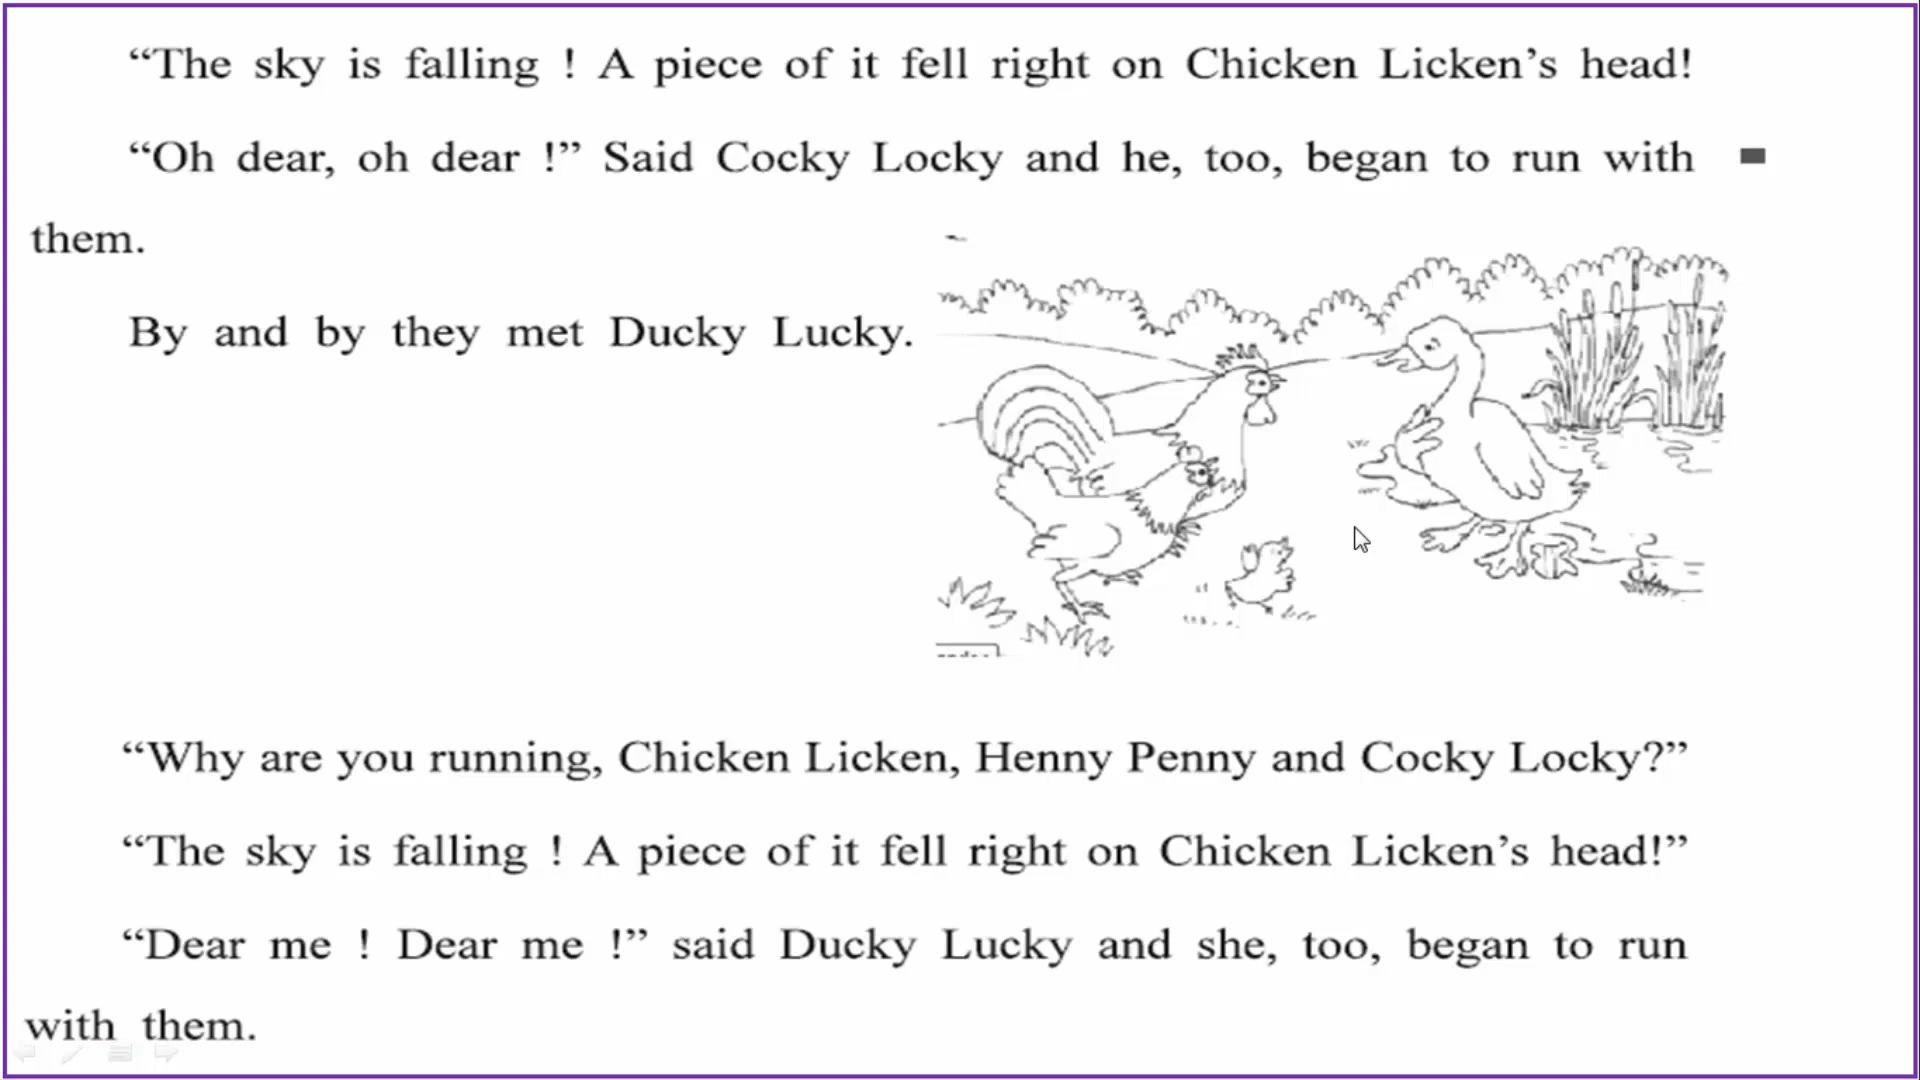 “The sky is falling ! A piece of it fell right on Chicken Licken’s head!
“Oh dear, oh dear !” Said Cocky Locky and he, too, began to run with
them.
By and by they met Ducky Lucky.
“Why are you running, Chicken Licken, Henny Penny and Cocky Locky?”
“The sky is falling ! A piece of it fell right on Chicken Licken’s head!”
“Dear me ! Dear me !” said Ducky Lucky and she, too, began to run
with them.